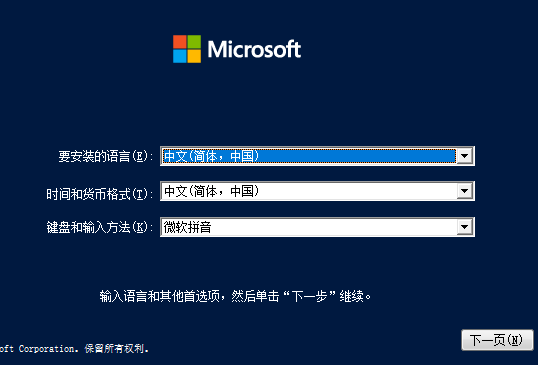 Microsoft
要安装的语言(E): 中文(简体，中国)
时间和货币格式(T): 中文(简体，中国)
键盘和输入方法(K): 微软拼音
输入语言和其他首选项，然后单击“下一步”继续。
下一页(N)
oft Corporation. 保留所有权利。